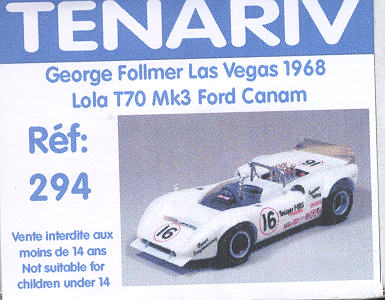 TENARIV
George Follmer Las Vegas 1968
Lola T70 Mk3 Ford Canam
Réf:
294
Vente interdite aux
moins de 14 ans
Not suitable for
children under 14
16
16